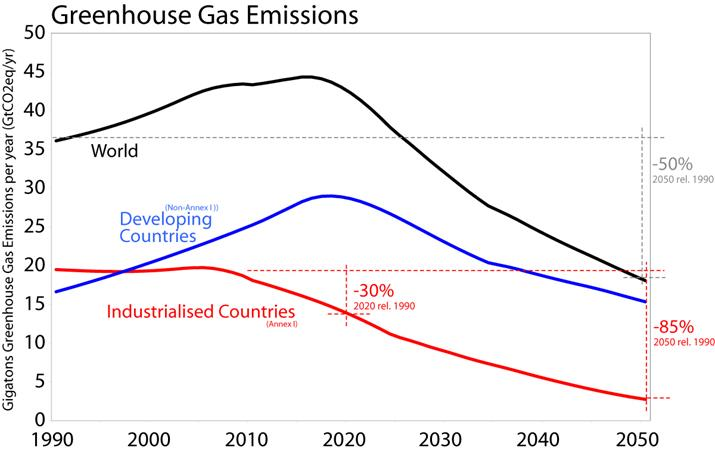 Greenhouse Gas Emissions
Gigatons Greenhouse Gas Emissions per year (GtCO2eq/yr)
50
45
40
35
30
25
20
15
10
5
0
World
-50%
2050 rel. 1990
(Non-Annex I ))
Developing
Countries
-30%
2020 rel. 1990
Industrialised Countries
(Annex I)
-85%
2050 rel. 1990
1990 2000 2010 2020 2030 2040 2050